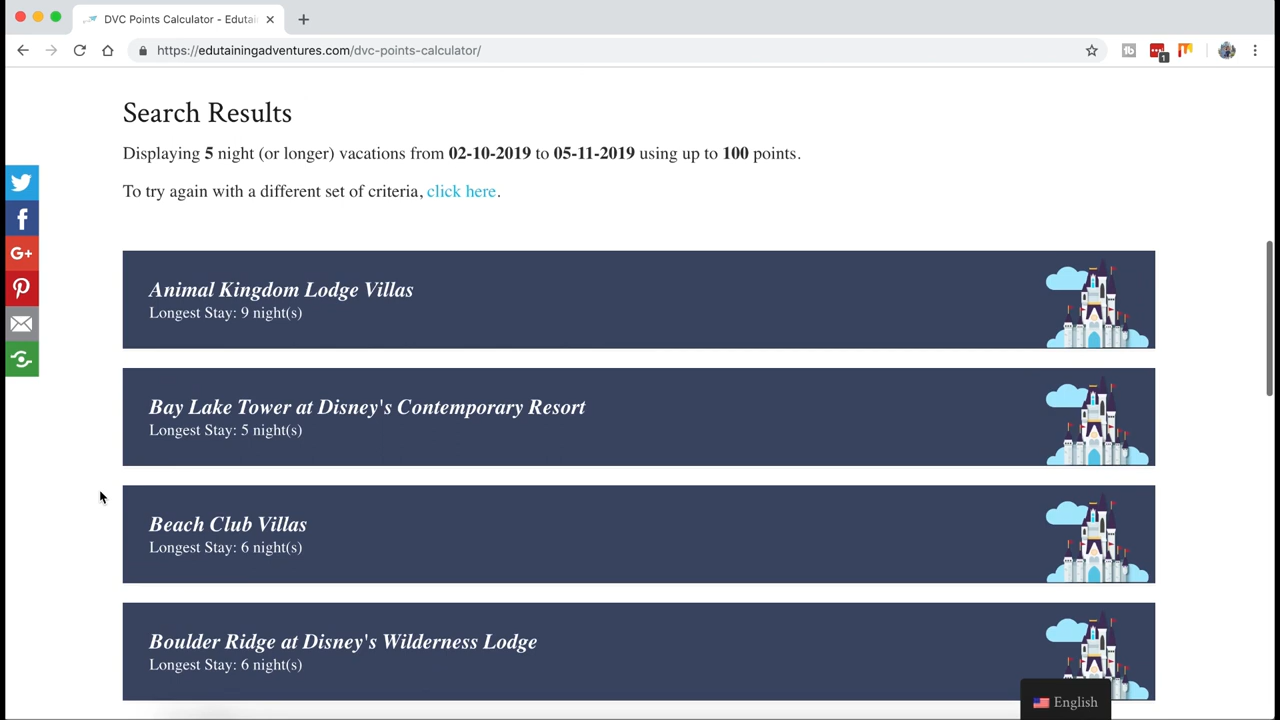 DVC Points Calculator - Edutai
https://edutainingadventures.com/dvc-points-calculator/
Search Results
Displaying 5 night (or longer) vacations from 02-10-2019 to 05-11-2019 using up to 100 points.
To try again with a different set of criteria, click here.
Animal Kingdom Lodge Villas
Longest Stay: 9 night(s)
Bay Lake Tower at Disney's Contemporary Resort
Longest Stay: 5 night(s)
Beach Club Villas
Longest Stay: 6 night(s)
Boulder Ridge at Disney's Wilderness Lodge
Longest Stay: 6 night(s)
English